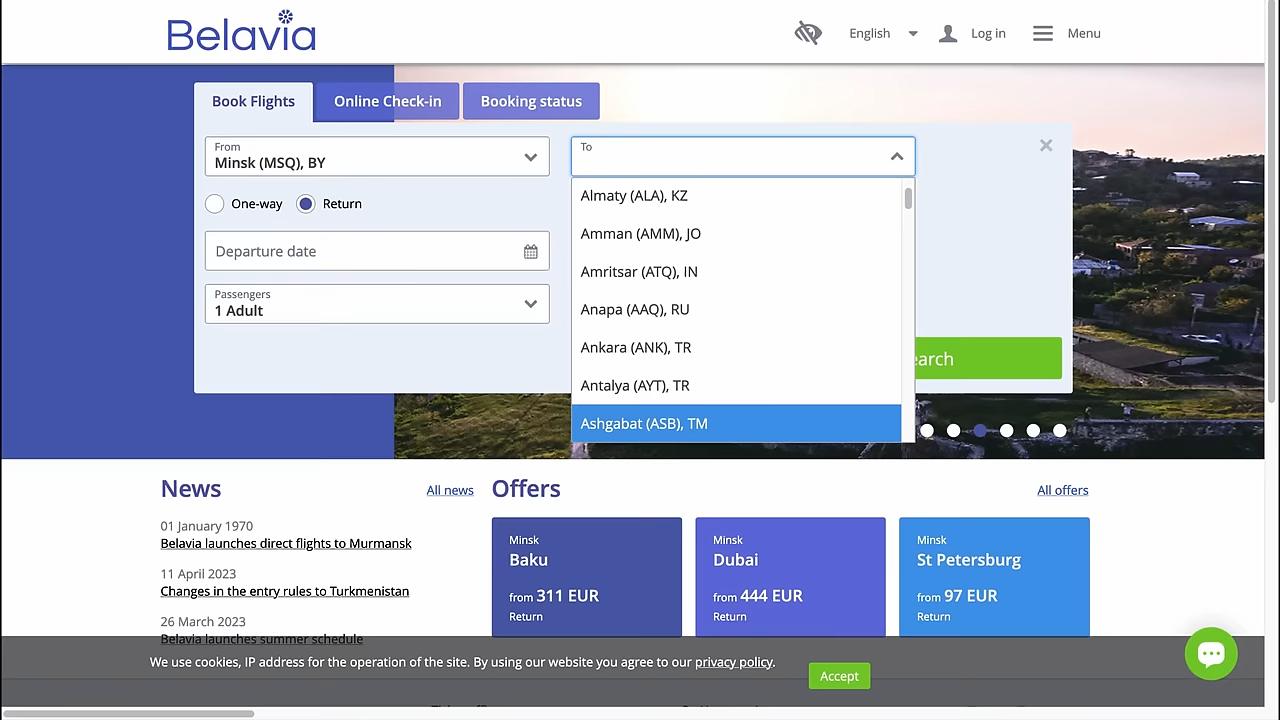 Belavia
English
Log in
Menu
Book Flights
Online Check-in
Booking status
From
Minsk (MSQ), BY
To
One-way
Return
Departure date
Passengers
1 Adult
Almaty (ALA), KZ
Amman (AMM), JO
Amritsar (ATQ), IN
Anapa (AAQ), RU
Ankara (ANK), TR
Antalya (AYT), TR
Ashgabat (ASB), TM
earch
News
All news
01 January 1970
Belavia launches direct flights to Murmansk
11 April 2023
Changes in the entry rules to Turkmenistan
26 March 2023
Belavia launches summer schedule
Offers
All offers
Minsk
Baku
from 311 EUR
Return
Minsk
Dubai
from 444 EUR
Return
Minsk
St Petersburg
from 97 EUR
Return
We use cookies, IP address for the operation of the site. By using our website you agree to our privacy policy.
Accept